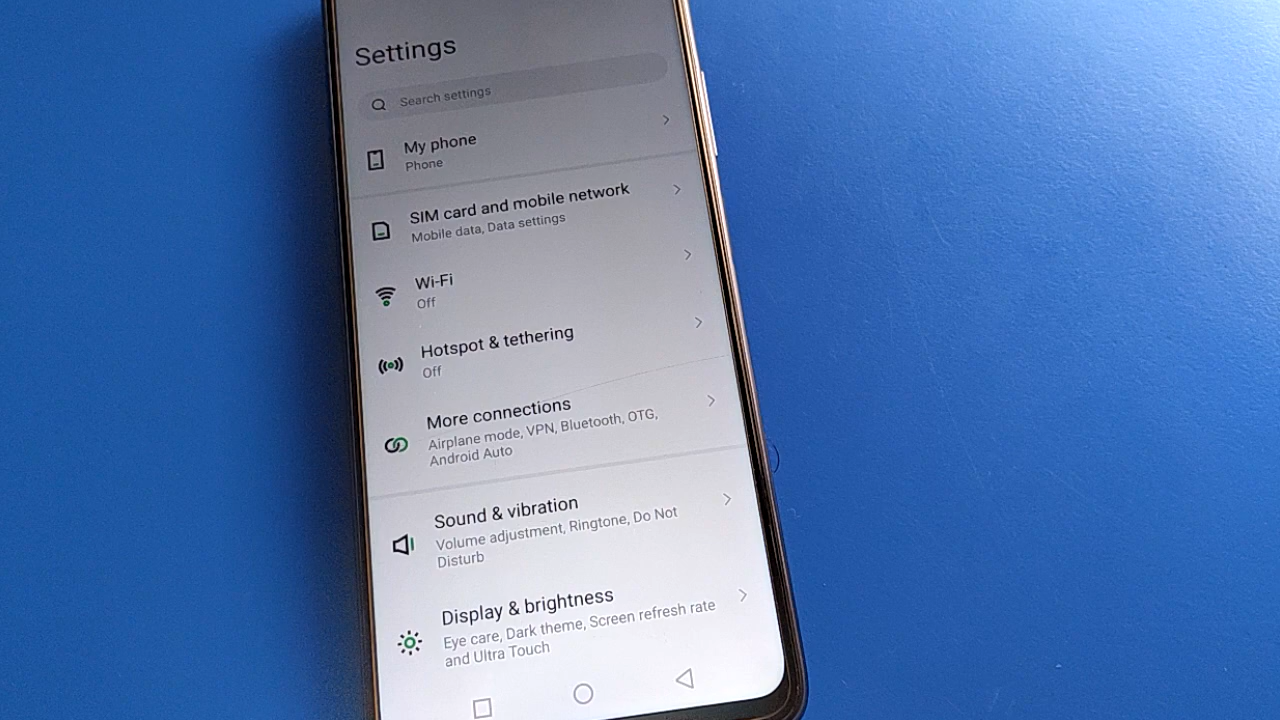 Settings
Search settings
My phone
Phone
SIM card and mobile network
Mobile data, Data settings
Wi-Fi
Off
Hotspot & tethering
Off
More connections
Airplane mode, VPN, Bluetooth, OTG,
Android Auto
Sound & vibration
Volume adjustment, Ringtone, Do Not
Disturb
Display & brightness
Eye care, Dark theme, Screen refresh rate
and Ultra Touch